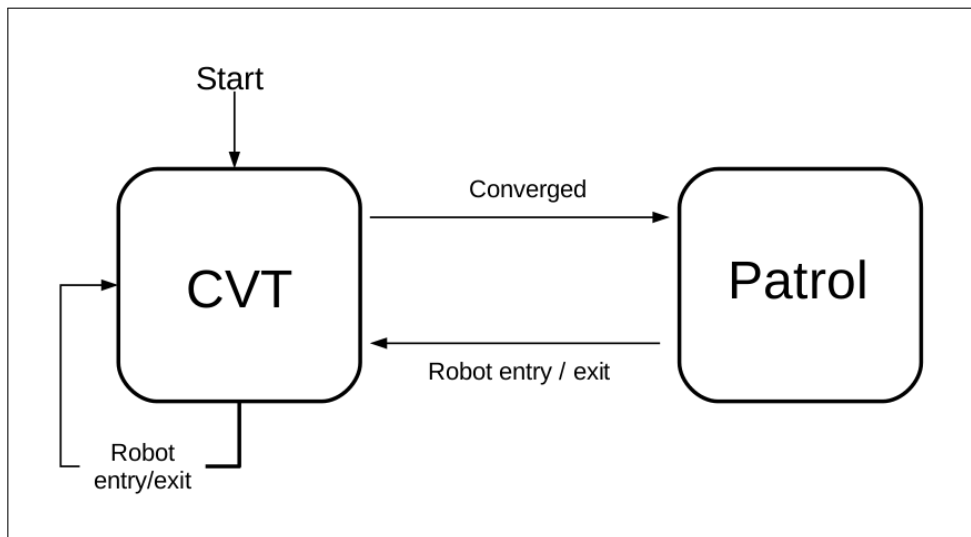 Start
Converged
CVT
Patrol
Robot entry / exit
Robot
entry/exit